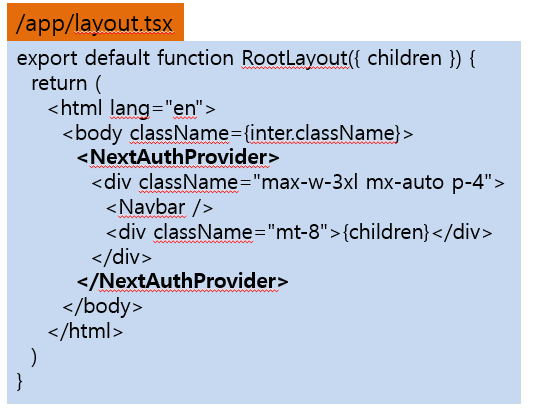 /app/layout.tsx
export default function RootLayout({ children }) {
  return (
    <html lang="en">
      <body className={inter.className}>
        <NextAuthProvider>
          <div className="max-w-3xl mx-auto p-4">
            <Navbar />
            <div className="mt-8">{children}</div>
          </div>
        </NextAuthProvider>
      </body>
    </html>
  )
}